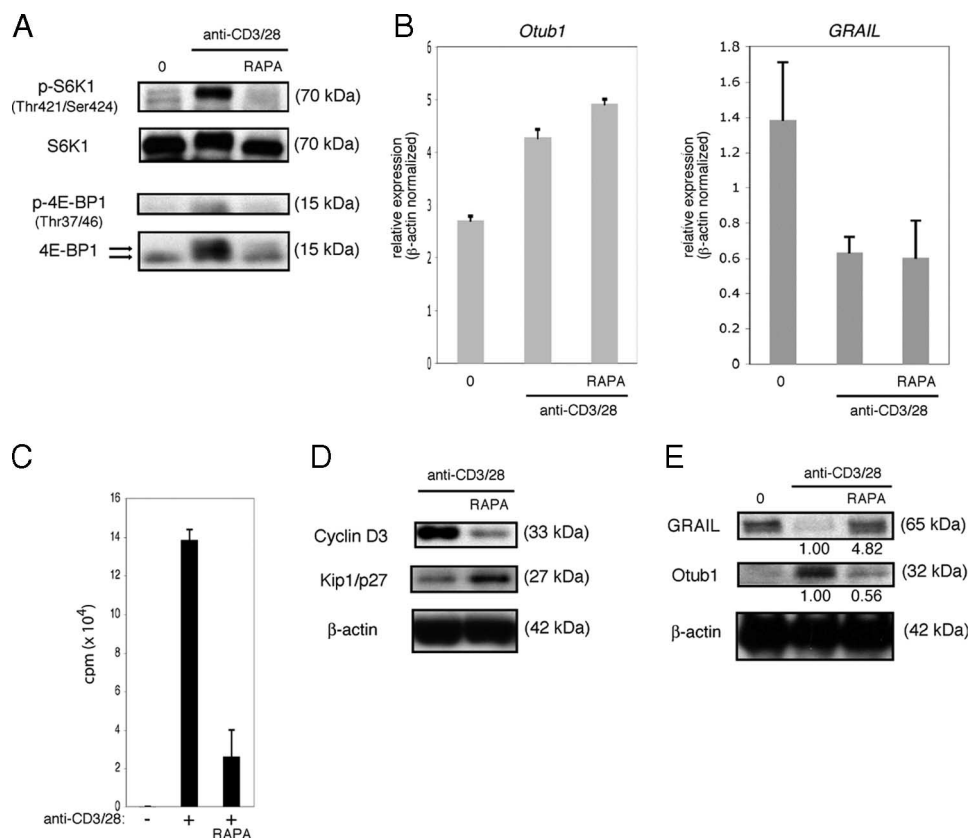 A
anti-CD3/28
0
RAPA
p-S6K1
(Thr421/Ser424)
(70 kDa)
S6K1
(70 kDa)
p-4E-BP1
(Thr37/46)
(15 kDa)
4E-BP1
(15 kDa)
B
Otub1
relative expression
(β-actin normalized)
6
5
4
3
2
1
0
0
RAPA
anti-CD3/28
GRAIL
relative expression
(β-actin normalized)
1.8
1.6
1.4
1.2
1
0.8
0.6
0.4
0.2
0
0
RAPA
anti-CD3/28
C
cpm (x 10⁴)
16
14
12
10
8
6
4
2
0
anti-CD3/28: - + +
RAPA
D
anti-CD3/28
RAPA
Cyclin D3 (33 kDa)
Kip1/p27 (27 kDa)
β-actin (42 kDa)
E
anti-CD3/28
0
RAPA
GRAIL (65 kDa)
1.00 4.82
Otub1 (32 kDa)
1.00 0.56
β-actin (42 kDa)